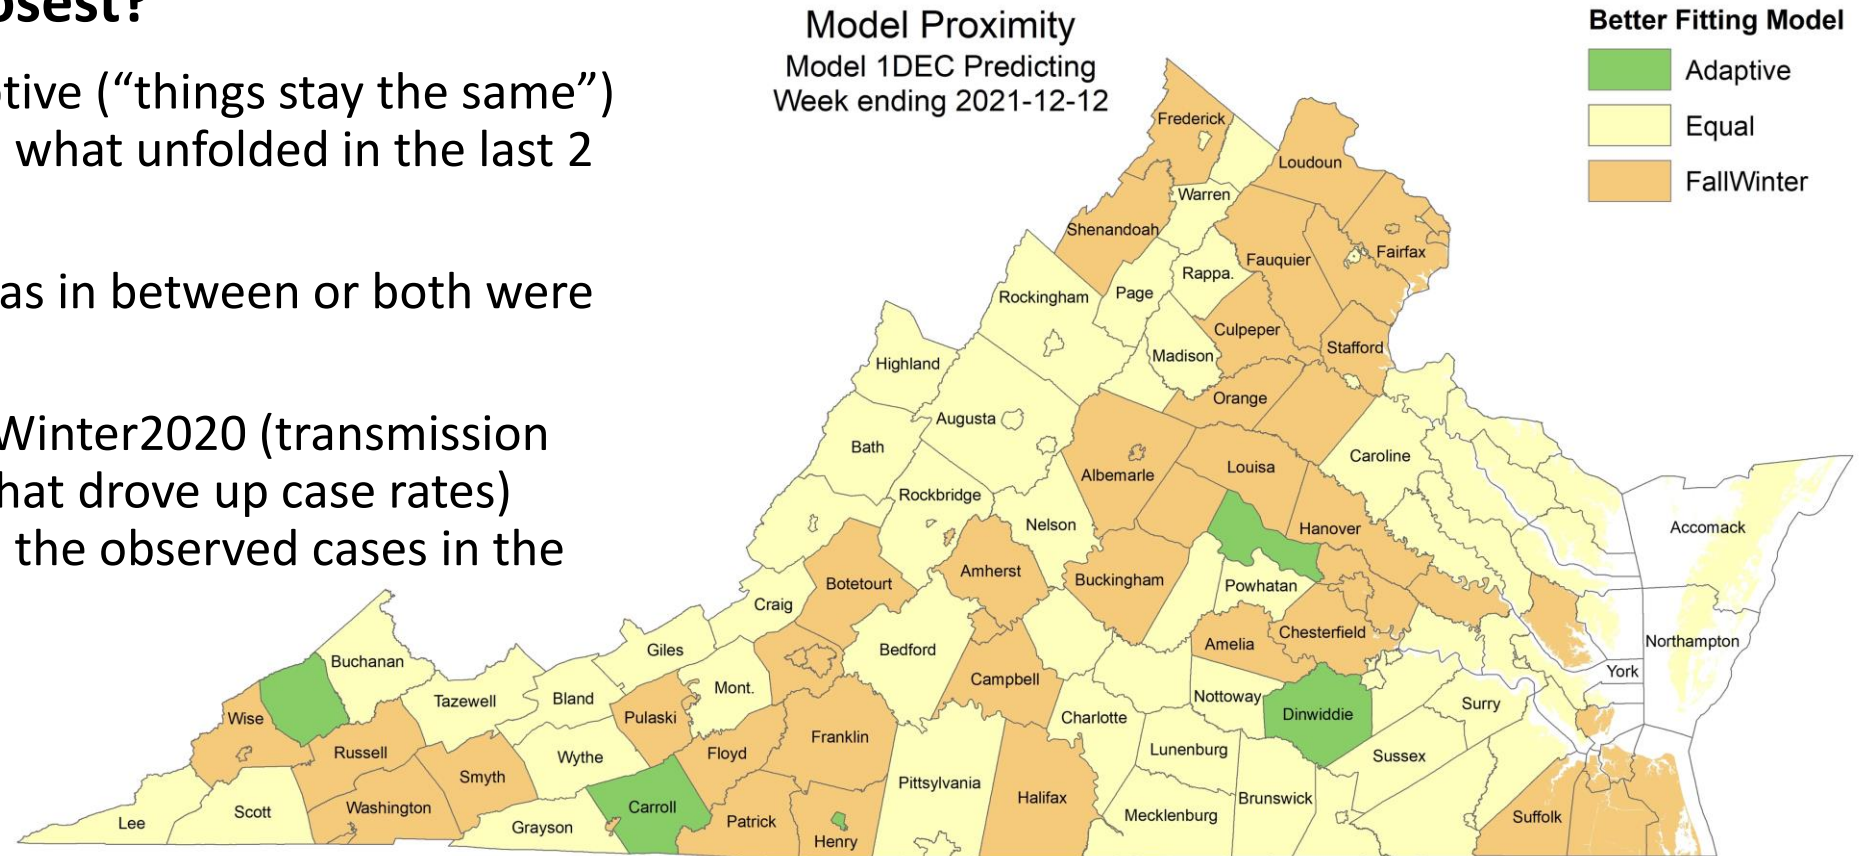 osest?
ptive (“things stay the same”)
what unfolded in the last 2
as in between or both were
Winter2020 (transmission
hat drove up case rates)
the observed cases in the
Model Proximity
Model 1DEC Predicting
Week ending 2021-12-12
Better Fitting Model
Adaptive
Equal
FallWinter
Frederick
Loudoun
Warren
Shenandoah
Fairfax
Fauquier
Rappa.
Page
Rockingham
Culpeper
Stafford
Madison
Highland
Orange
Augusta
Bath
Caroline
Albemarle
Louisa
Rockbridge
Nelson
Hanover
Accomack
Amherst
Buckingham
Botetourt
Powhatan
Craig
Chesterfield
Amelia
Northampton
Giles
Bedford
Buchanan
York
Campbell
Mont.
Bland
Tazewell
Nottoway
Surry
Dinwiddie
Charlotte
Wise
Pulaski
Franklin
Floyd
Russell
Lunenburg
Sussex
Wythe
Smyth
Pittsylvania
Halifax
Brunswick
Carroll
Washington
Scott
Mecklenburg
Suffolk
Patrick
Lee
Grayson
Henry